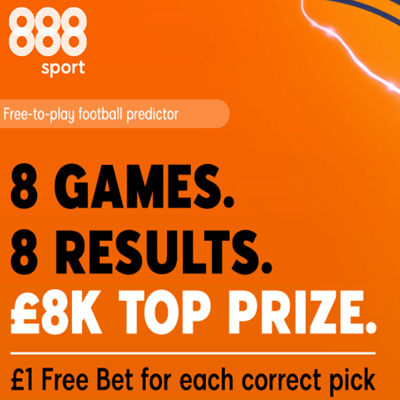 888
sport
Free-to-play football predictor
8 GAMES.
8 RESULTS.
£8K TOP PRIZE.
£1 Free Bet for each correct pick